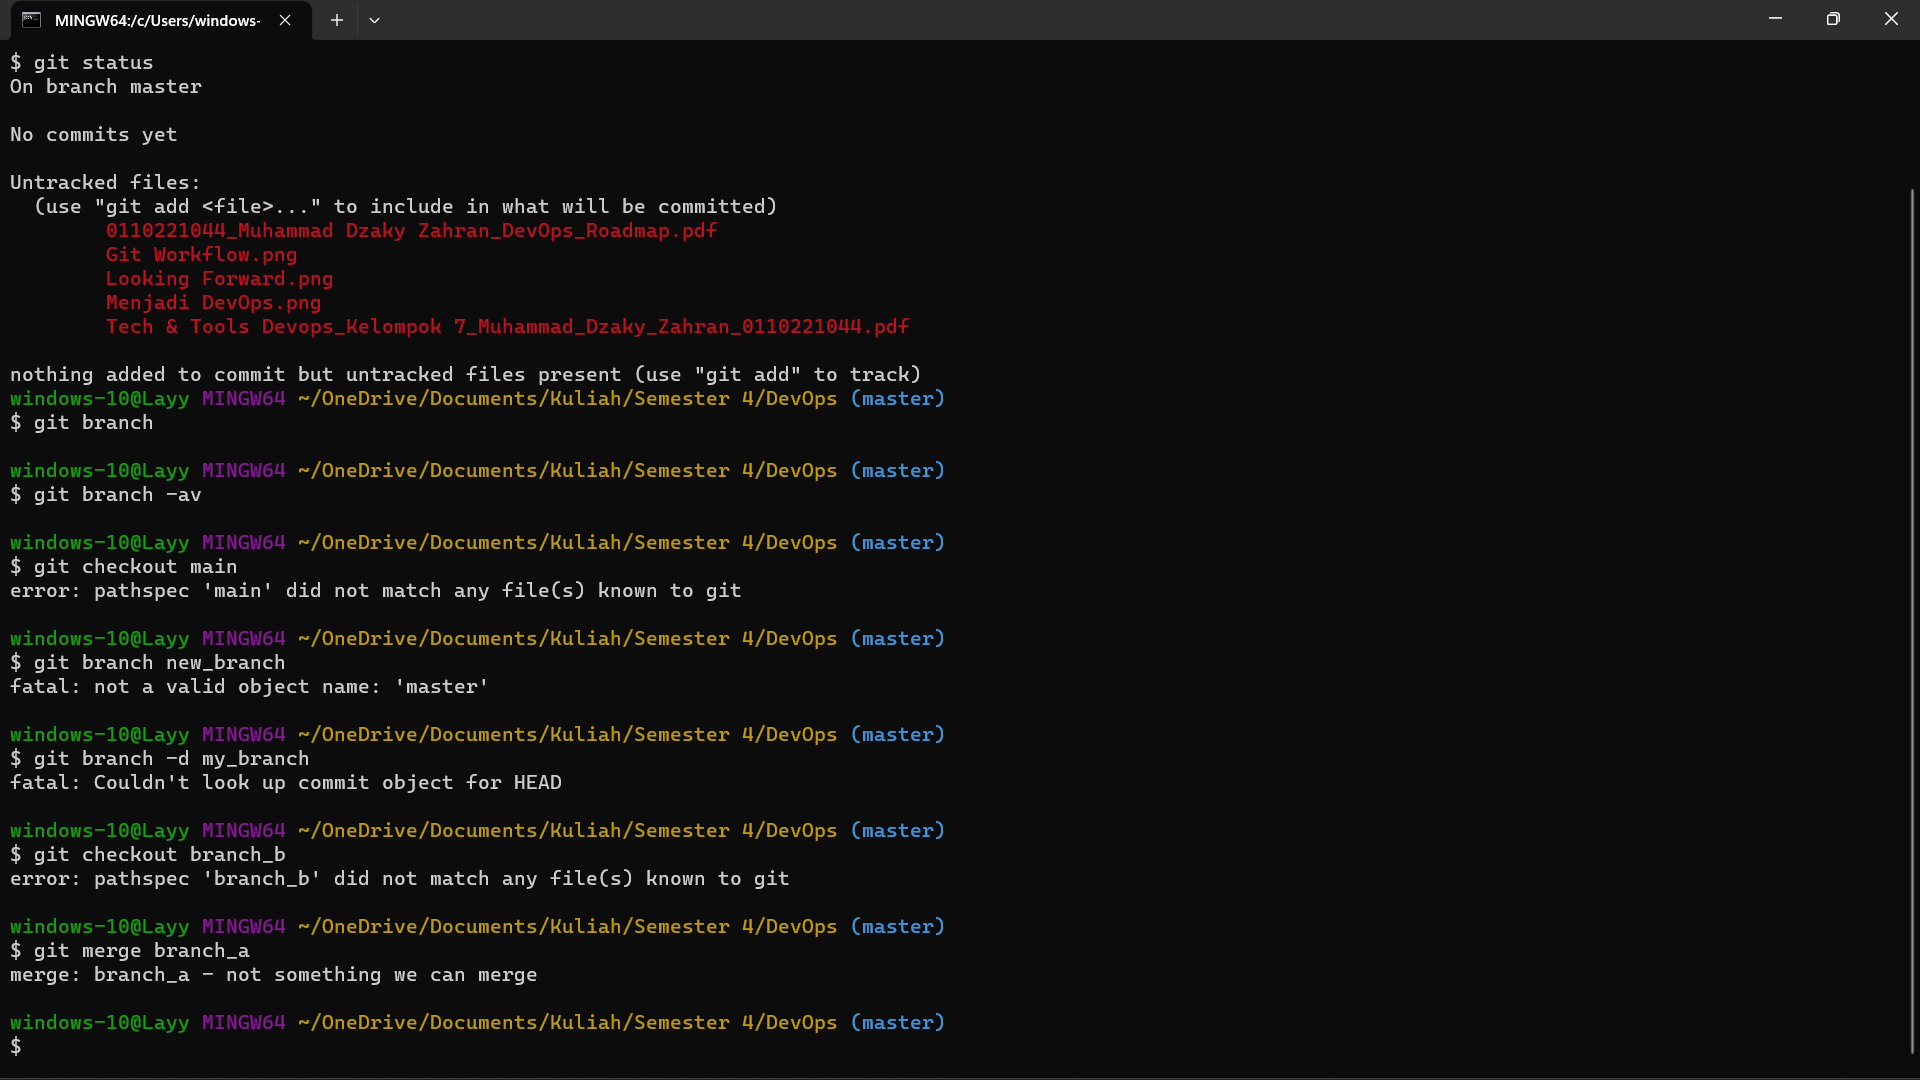 MINGW64:/c/Users/windows-
$ git status
On branch master
No commits yet
Untracked files:
(use "git add <file>..." to include in what will be committed)
0110221044_Muhammad Dzaky Zahran_DevOps_Roadmap.pdf
Git Workflow.png
Looking Forward.png
Menjadi DevOps.png
Tech & Tools Devops_Kelompok 7_Muhammad_Dzaky_Zahran_0110221044.pdf
nothing added to commit but untracked files present (use "git add" to track)
windows-10@Layy MINGW64 ~/OneDrive/Documents/Kuliah/Semester 4/DevOps (master)
$ git branch
windows-10@Layy MINGW64 ~/OneDrive/Documents/Kuliah/Semester 4/DevOps (master)
$ git branch -av
windows-10@Layy MINGW64 ~/OneDrive/Documents/Kuliah/Semester 4/DevOps (master)
$ git checkout main
error: pathspec 'main' did not match any file(s) known to git
windows-10@Layy MINGW64 ~/OneDrive/Documents/Kuliah/Semester 4/DevOps (master)
$ git branch new_branch
fatal: not a valid object name: 'master'
windows-10@Layy MINGW64 ~/OneDrive/Documents/Kuliah/Semester 4/DevOps (master)
$ git branch -d my_branch
fatal: Couldn't look up commit object for HEAD
windows-10@Layy MINGW64 ~/OneDrive/Documents/Kuliah/Semester 4/DevOps (master)
$ git checkout branch_b
error: pathspec 'branch_b' did not match any file(s) known to git
windows-10@Layy MINGW64 ~/OneDrive/Documents/Kuliah/Semester 4/DevOps (master)
$ git merge branch_a
merge: branch_a - not something we can merge
windows-10@Layy MINGW64 ~/OneDrive/Documents/Kuliah/Semester 4/DevOps (master)
$